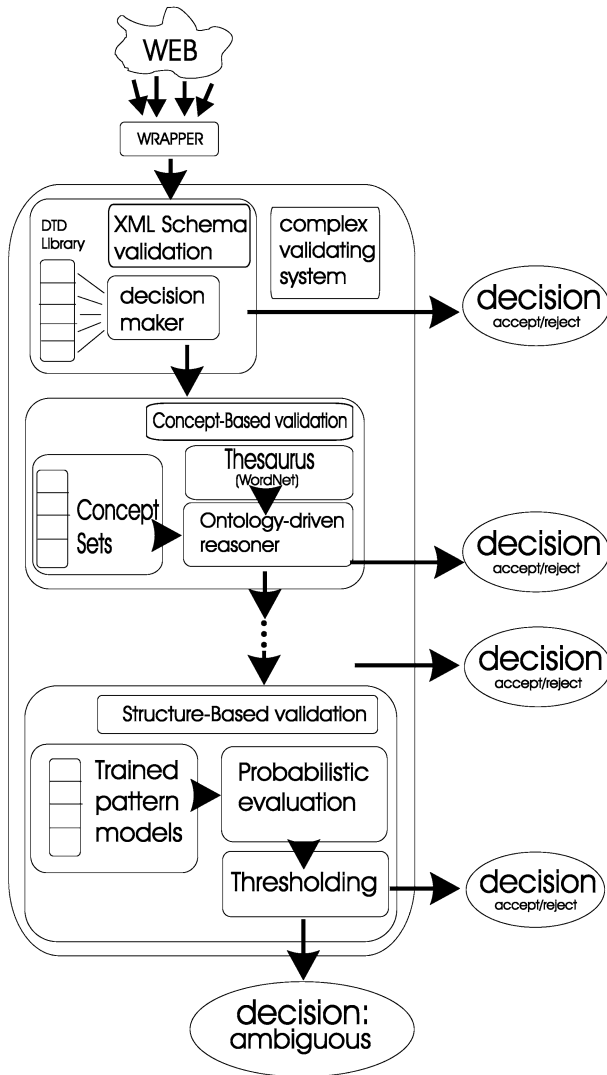 WEB
WRAPPER
DTD
Library
XML Schema
validation
complex
validating
system
decision
maker
decision
accept/reject
Concept-Based validation
Thesaurus
(WordNet)
Concept
Sets
Ontology-driven
reasoner
decision
accept/reject
decision
accept/reject
Structure-Based validation
Trained
pattern
models
Probabilistic
evaluation
Thresholding
decision
accept/reject
decision:
ambiguous